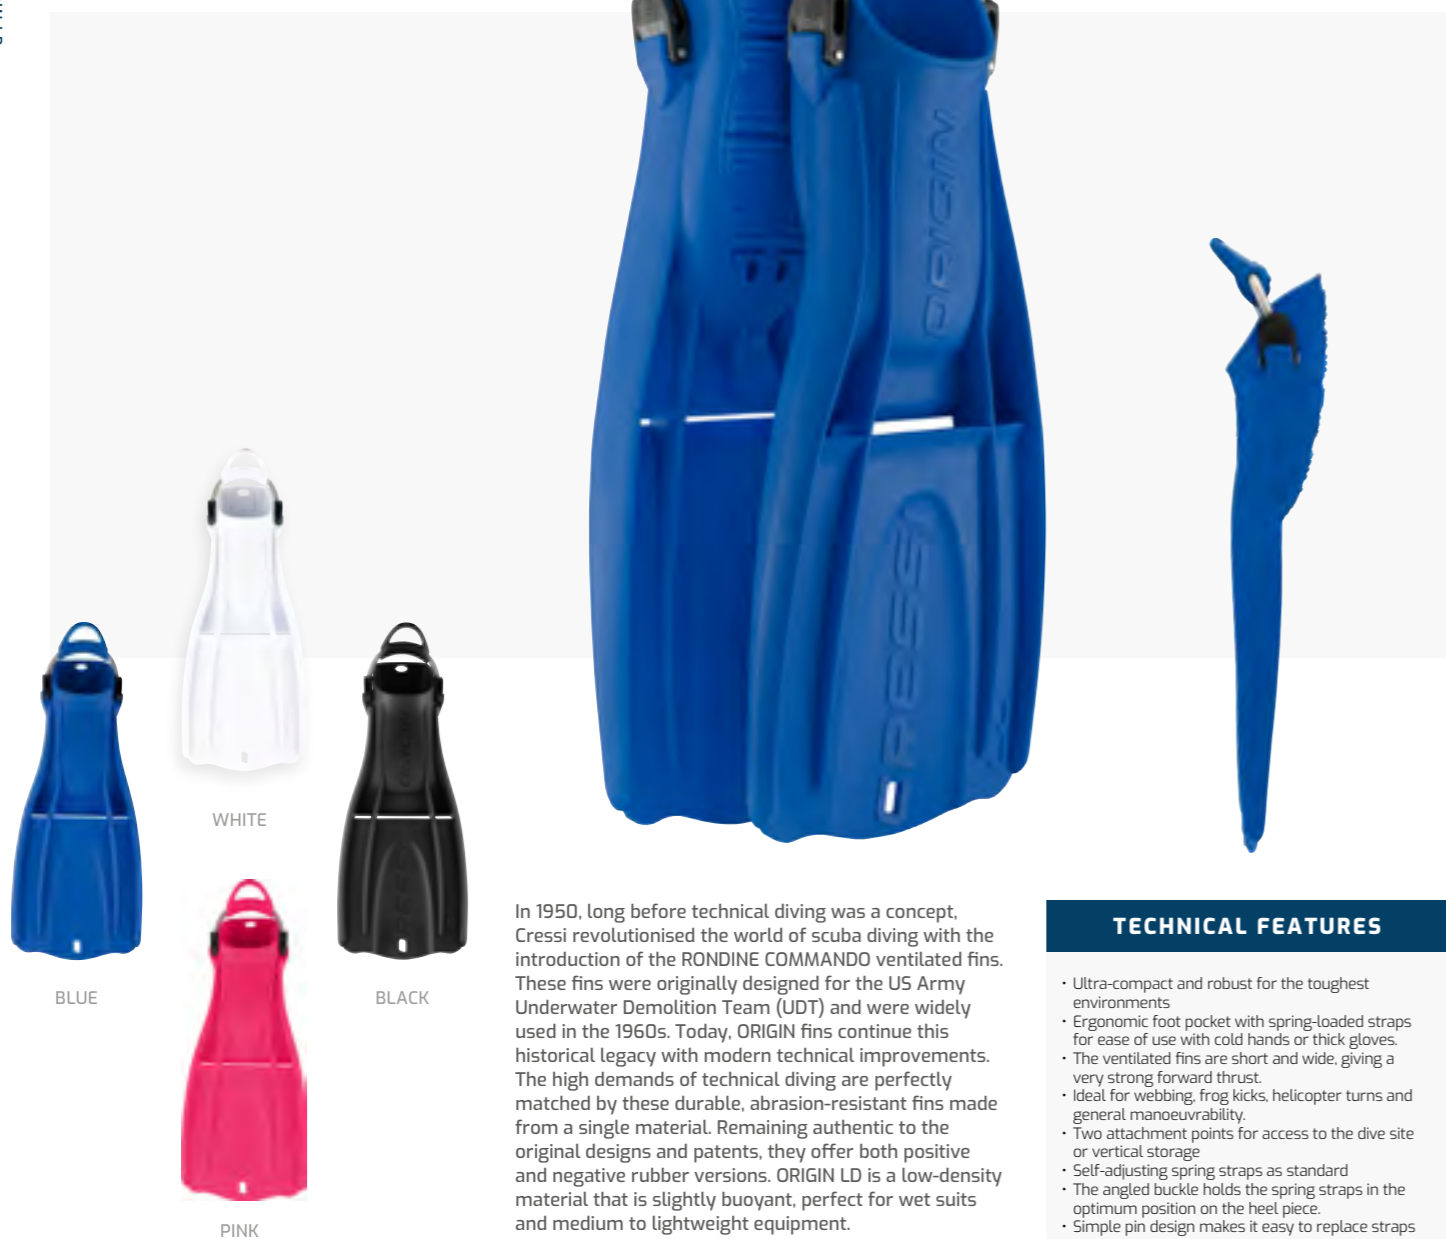 ORIGIN
CRESSI
WHITE
BLUE
BLACK
PINK
In 1950, long before technical diving was a concept,
Cressi revolutionised the world of scuba diving with the
introduction of the RONDINE COMMANDO ventilated fins.
These fins were originally designed for the US Army
Underwater Demolition Team (UDT) and were widely
used in the 1960s. Today, ORIGIN fins continue this
historical legacy with modern technical improvements.
The high demands of technical diving are perfectly
matched by these durable, abrasion-resistant fins made
from a single material. Remaining authentic to the
original designs and patents, they offer both positive
and negative rubber versions. ORIGIN LD is a low-density
material that is slightly buoyant, perfect for wet suits
and medium to lightweight equipment.
TECHNICAL FEATURES
• Ultra-compact and robust for the toughest
environments
• Ergonomic foot pocket with spring-loaded straps
for ease of use with cold hands or thick gloves.
• The ventilated fins are short and wide, giving a
very strong forward thrust.
• Ideal for webbing, frog kicks, helicopter turns and
general manoeuvrability.
• Two attachment points for access to the dive site
or vertical storage
• Self-adjusting spring straps as standard
• The angled buckle holds the spring straps in the
optimum position on the heel piece.
• Simple pin design makes it easy to replace straps